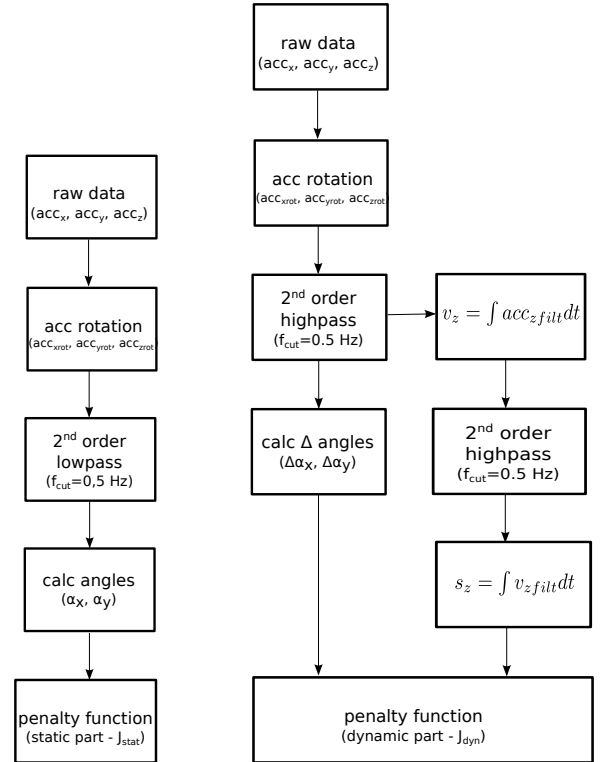 raw data
(acc_x, acc_y, acc_z)
acc rotation
(acc_xrot, acc_yrot, acc_zrot)
2nd order
lowpass
(f_cut=0,5 Hz)
calc angles
(α_x, α_y)
penalty function
(static part - J_stat)
raw data
(acc_x, acc_y, acc_z)
acc rotation
(acc_xrot, acc_yrot, acc_zrot)
2nd order
highpass
(f_cut=0.5 Hz)
calc Δ angles
(Δα_x, Δα_y)
v_z = ∫ acc_zfilt dt
2nd order
highpass
(f_cut=0.5 Hz)
s_z = ∫ v_zfilt dt
penalty function
(dynamic part - J_dyn)